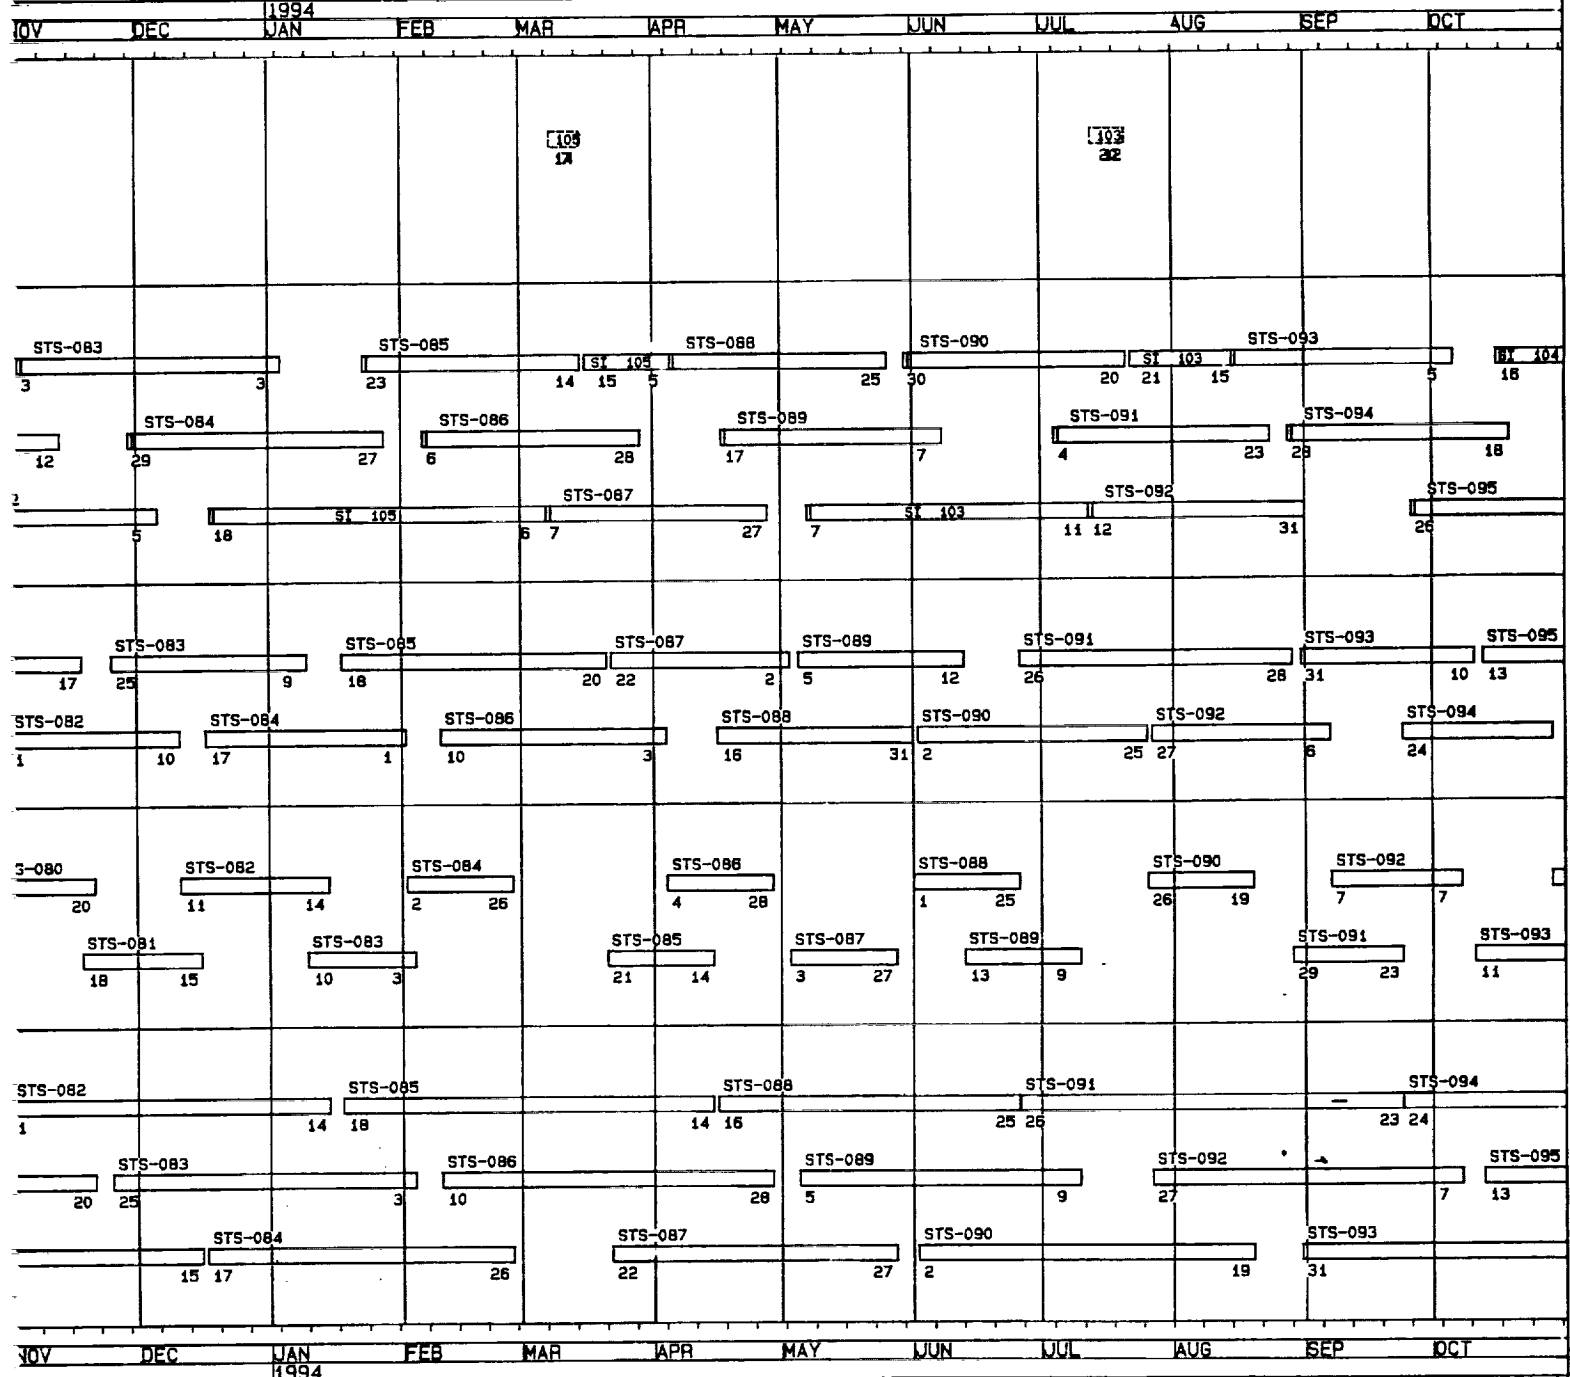 1994
NOV DEC JAN FEB MAR APR MAY JUN JUL AUG SEP OCT
105 103
STS-083 STS-085 STS-088 STS-090 STS-093
SI 105 SI 103 SI 104
3 3 23 14 15 5 25 30 20 21 15 5 16
STS-084 STS-086 STS-089 STS-091 STS-094
12 29 27 6 28 17 7 4 23 28 18
STS-087 STS-092 STS-095
SI 105 SI 103
5 18 6 7 27 7 11 12 31 26
STS-083 STS-085 STS-087 STS-089 STS-091 STS-093 STS-095
17 25 9 18 20 22 2 5 12 26 28 31 10 13
STS-082 STS-084 STS-086 STS-088 STS-090 STS-092 STS-094
1 10 17 1 10 3 16 31 2 25 27 6 24
S-080 STS-082 STS-084 STS-086 STS-088 STS-090 STS-092
20 11 14 2 26 4 28 1 25 26 19 7 7
STS-081 STS-083 STS-085 STS-087 STS-089 STS-091 STS-093
18 15 10 3 21 14 3 27 13 9 29 23 11
STS-082 STS-085 STS-088 STS-091 STS-094
1 14 18 14 16 25 26 23 24
STS-083 STS-086 STS-089 STS-092 STS-095
20 25 3 10 28 5 9 27 7 13
STS-084 STS-087 STS-090 STS-093
15 17 26 22 27 2 19 31
NOV DEC JAN FEB MAR APR MAY JUN JUL AUG SEP OCT
1994